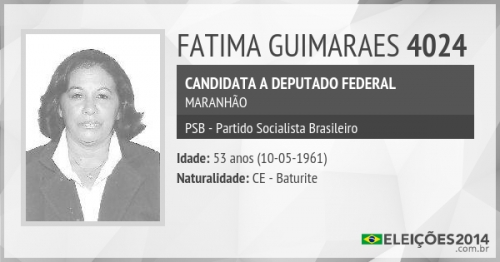 FATIMA GUIMARAES 4024
CANDIDATA A DEPUTADO FEDERAL
MARANHÃO
PSB - Partido Socialista Brasileiro
Idade: 53 anos (10-05-1961)
Naturalidade: CE - Baturite
ELEIÇÕES2014
.com.br